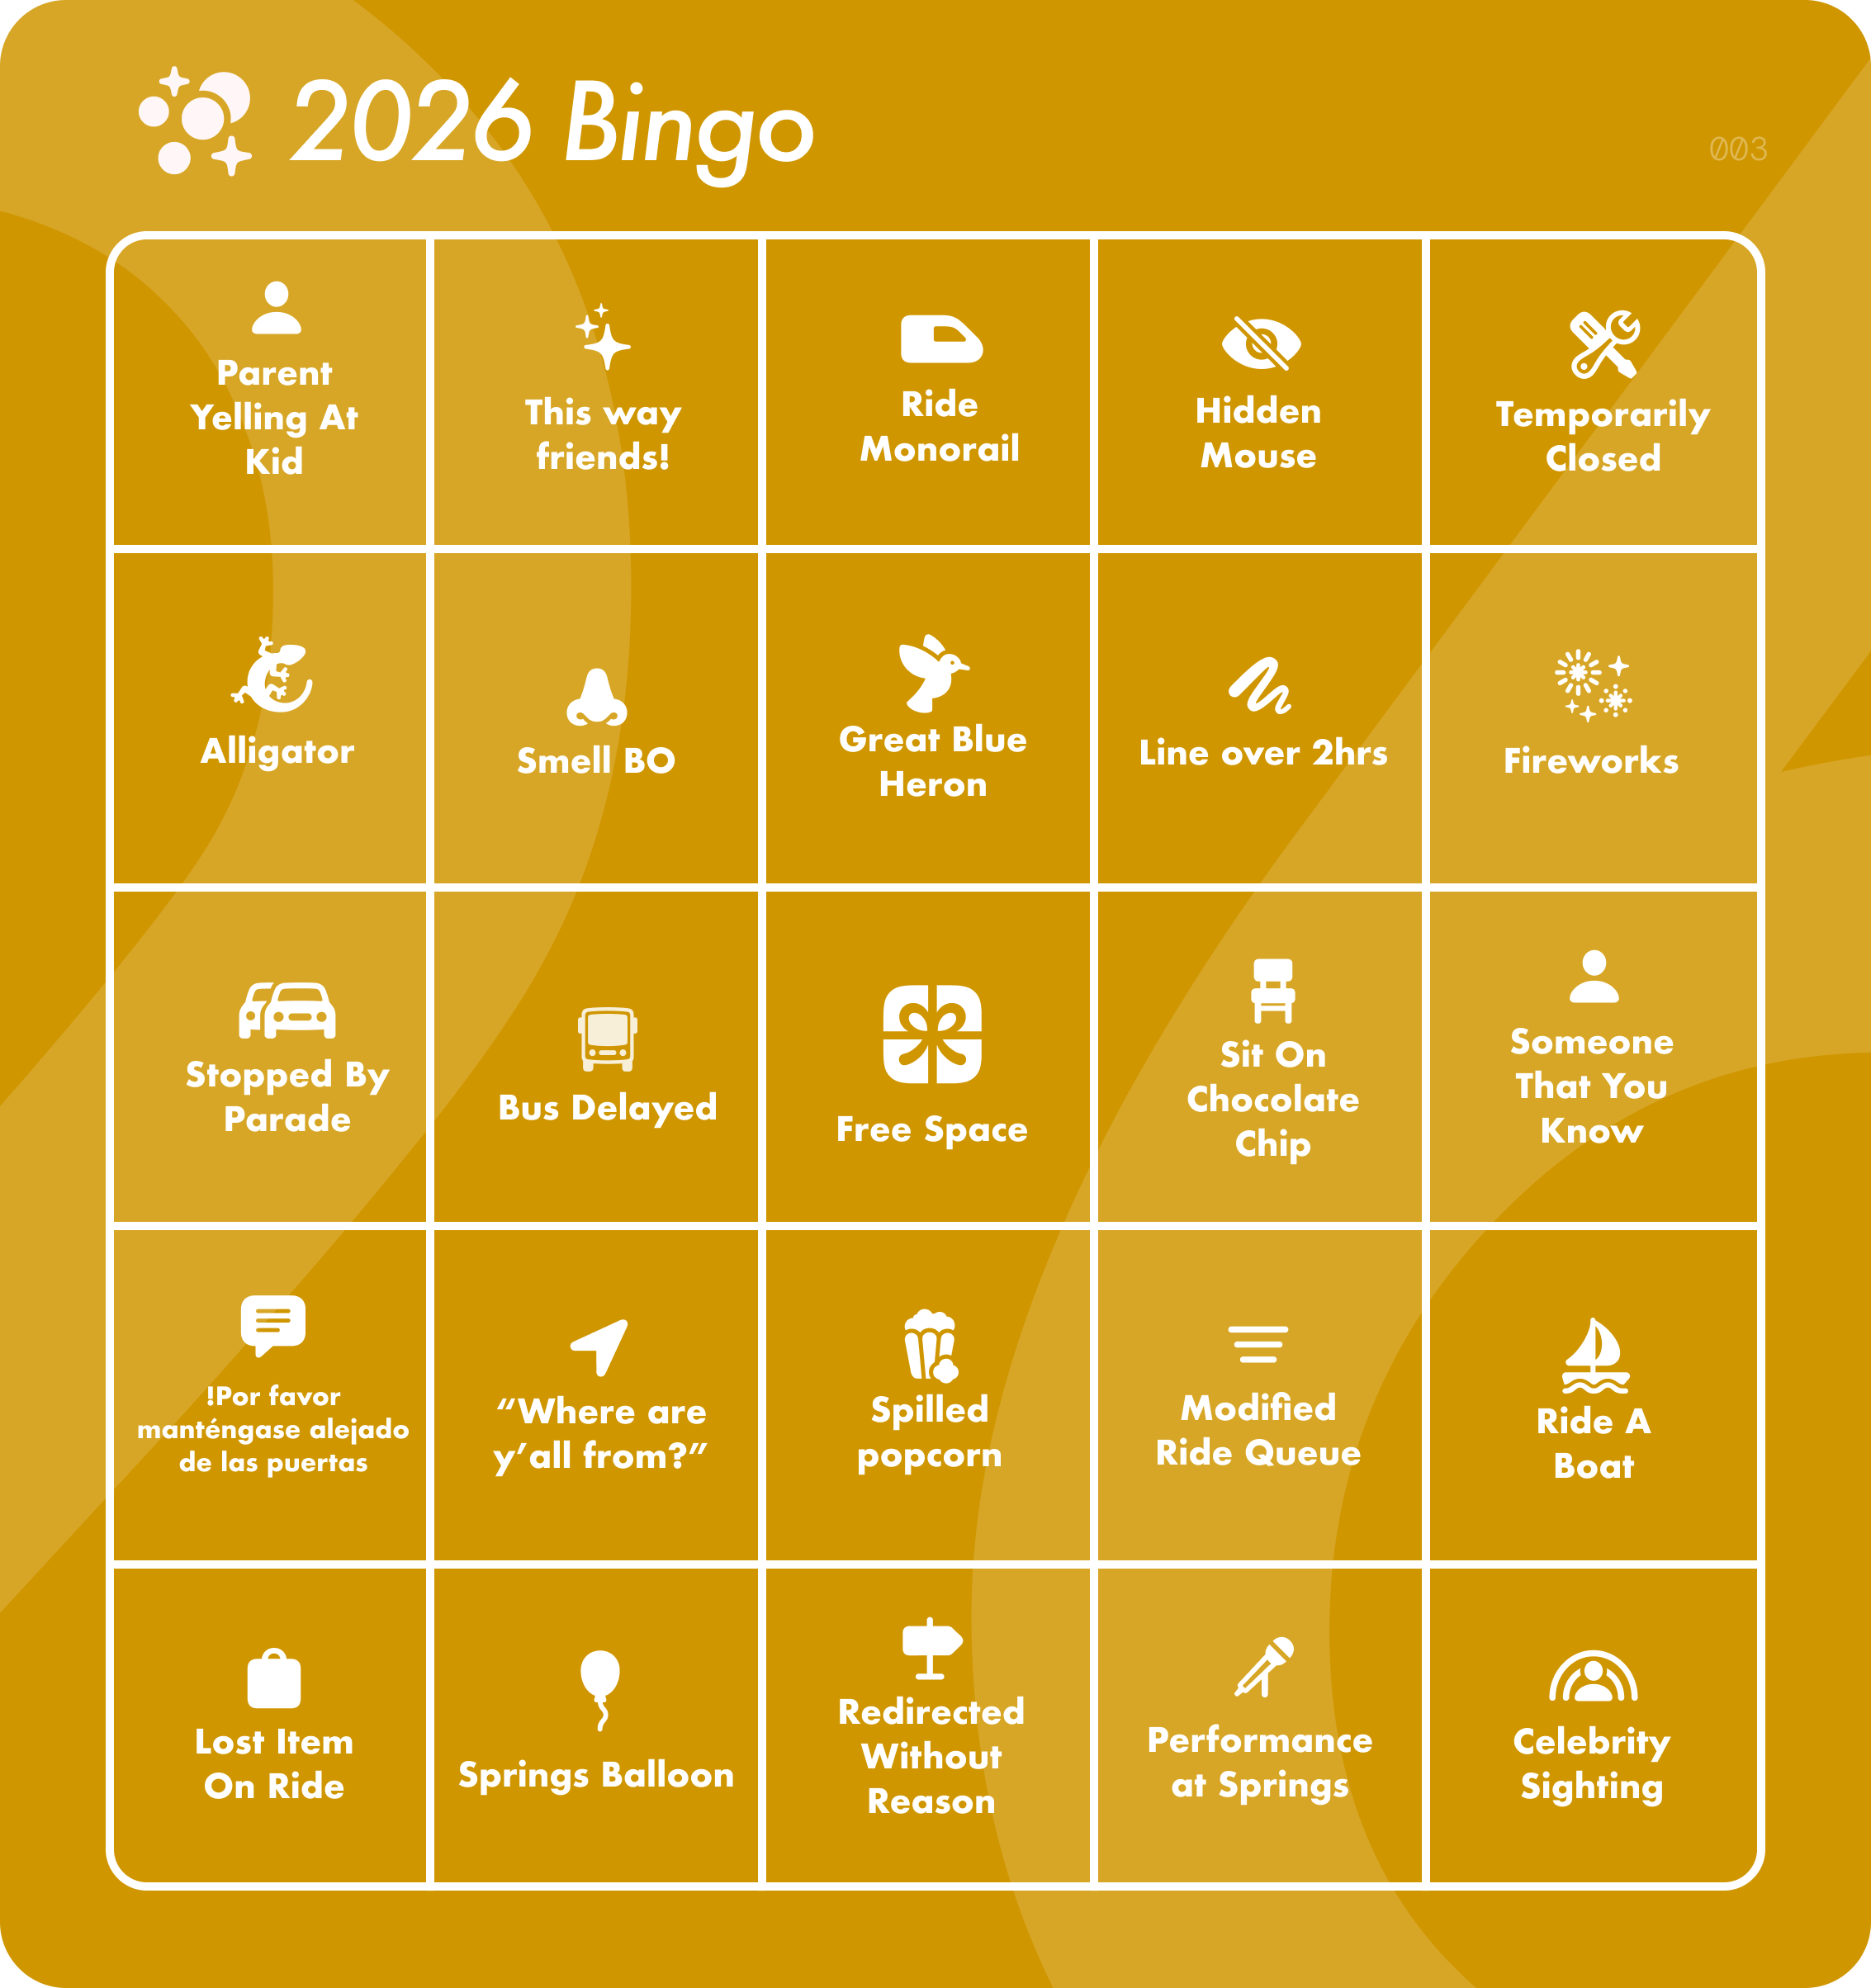 2026 Bingo
003
Parent
Yelling At
Kid
This way
friends!
Ride
Monorail
Hidden
Mouse
Temporarily
Closed
Alligator
Smell BO
Great Blue
Heron
Line over 2hrs
Fireworks
Stopped By
Parade
Bus Delayed
Free Space
Sit On
Chocolate
Chip
Someone
That You
Know
!Por favor
manténgase alejado
de las puertas
“Where are
y’all from?”
Spilled
popcorn
Modified
Ride Queue
Ride A
Boat
Lost Item
On Ride
Springs Balloon
Redirected
Without
Reason
Performance
at Springs
Celebrity
Sighting